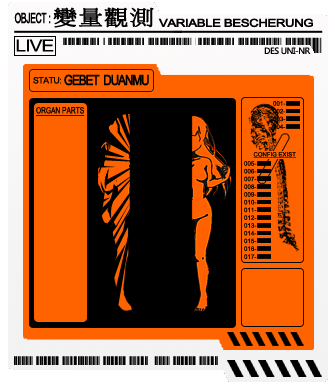 OBJECT: 變量觀測 VARIABLE BESCHERUNG
LIVE
DES UNI-NR
STATU: GEBET DUANMU
ORGAN PARTS
001-
002-
003-
004-
CONFIG EXIST
005-
006-
007-
008-
009-
010-
011-
012-
013-
014-
015-
016-
017-